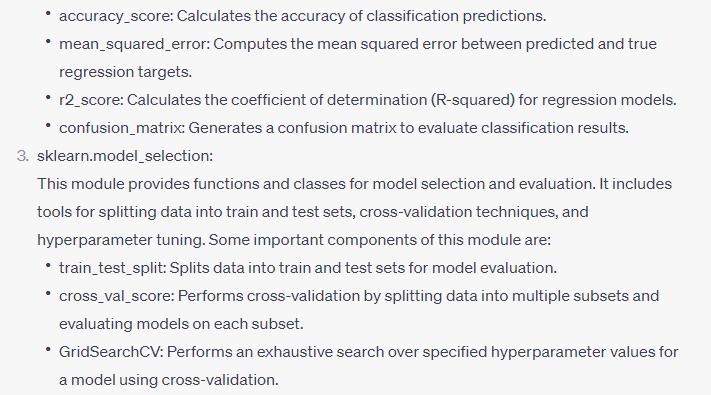 • accuracy_score: Calculates the accuracy of classification predictions.
• mean_squared_error: Computes the mean squared error between predicted and true
regression targets.
• r2_score: Calculates the coefficient of determination (R-squared) for regression models.
• confusion_matrix: Generates a confusion matrix to evaluate classification results.
3. sklearn.model_selection:
This module provides functions and classes for model selection and evaluation. It includes
tools for splitting data into train and test sets, cross-validation techniques, and
hyperparameter tuning. Some important components of this module are:
• train_test_split: Splits data into train and test sets for model evaluation.
• cross_val_score: Performs cross-validation by splitting data into multiple subsets and
evaluating models on each subset.
• GridSearchCV: Performs an exhaustive search over specified hyperparameter values for
a model using cross-validation.